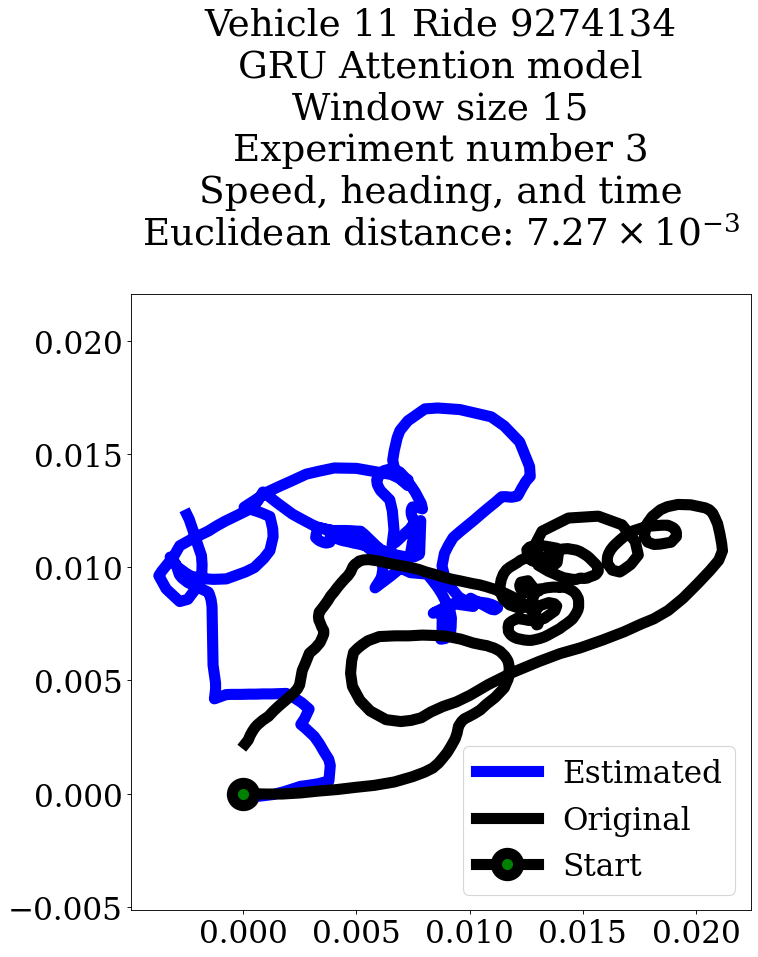 Vehicle 11 Ride 9274134
GRU Attention model
Window size 15
Experiment number 3
Speed, heading, and time
Euclidean distance: 7.27 × 10⁻³
0.020
0.015
0.010
0.005
0.000
−0.005
Estimated
Original
Start
0.000 0.005 0.010 0.015 0.020